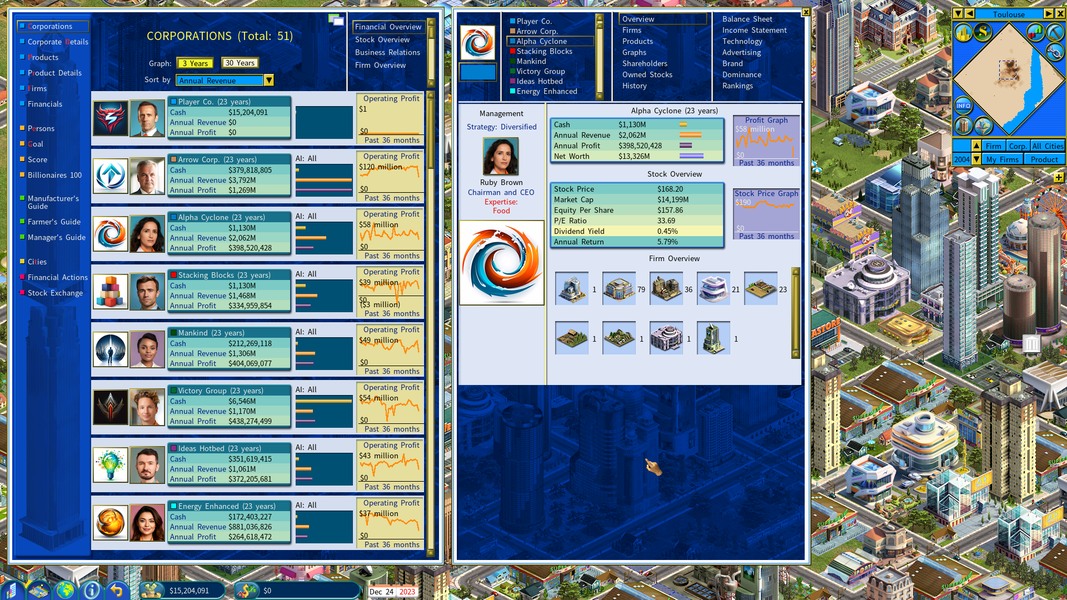 Corporations
Corporate Details
Products
Product Details
Firms
Financials
Persons
Goal
Score
Billionaires 100
Manufacturer's
Guide
Farmer's Guide
Manager's Guide
Cities
Financial Actions
Stock Exchange
CORPORATIONS (Total: 51)
Graph: 3 Years 30 Years
Sort by Annual Revenue
Financial Overview
Stock Overview
Business Relations
Firm Overview
Player Co. (23 years)
Cash $15,204,091
Annual Revenue $0
Annual Profit $0
Operating Profit
$1
$0
Past 36 months
Arrow Corp. (23 years)
Cash $379,818,805
Annual Revenue $3,792M
Annual Profit $1,269M
AI: All
Operating Profit
$120 million
$0
Past 36 months
Alpha Cyclone (23 years)
Cash $1,130M
Annual Revenue $2,062M
Annual Profit $398,520,428
AI: All
Operating Profit
$58 million
$0
Past 36 months
Stacking Blocks (23 years)
Cash $1,130M
Annual Revenue $1,468M
Annual Profit $334,959,854
AI: All
Operating Profit
$39 million
$0
($3 million)
Past 36 months
Mankind (23 years)
Cash $212,269,118
Annual Revenue $1,306M
Annual Profit $404,069,077
AI: All
Operating Profit
$49 million
$0
Past 36 months
Victory Group (23 years)
Cash $6,546M
Annual Revenue $1,170M
Annual Profit $438,274,499
AI: All
Operating Profit
$54 million
$0
Past 36 months
Ideas Hotbed (23 years)
Cash $351,619,415
Annual Revenue $1,061M
Annual Profit $372,205,681
AI: All
Operating Profit
$43 million
$0
Past 36 months
Energy Enhanced (23 years)
Cash $172,403,227
Annual Revenue $881,036,826
Annual Profit $264,618,472
AI: All
Operating Profit
$37 million
$0
Past 36 months
Player Co.
Arrow Corp.
Alpha Cyclone
Stacking Blocks
Mankind
Victory Group
Ideas Hotbed
Energy Enhanced
Overview
Firms
Products
Graphs
Shareholders
Owned Stocks
History
Balance Sheet
Income Statement
Technology
Advertising
Brand
Dominance
Rankings
Management
Strategy: Diversified
Ruby Brown
Chairman and CEO
Expertise:
Food
Alpha Cyclone (23 years)
Cash $1,130M
Annual Revenue $2,062M
Annual Profit $398,520,428
Net Worth $13,326M
Profit Graph
$58 million
$0
Past 36 months
Stock Overview
Stock Price $168.20
Market Cap $14,199M
Equity Per Share $157.86
P/E Ratio 33.69
Dividend Yield 0.45%
Annual Return 5.79%
Stock Price Graph
$190
$0
Past 36 months
Firm Overview
1 79 36 21 23
1 1 1 1
Toulouse
INFO
Firm Corp. All Cities
2004 My Firms Product
$15,204,091
$0
Dec 24 2023